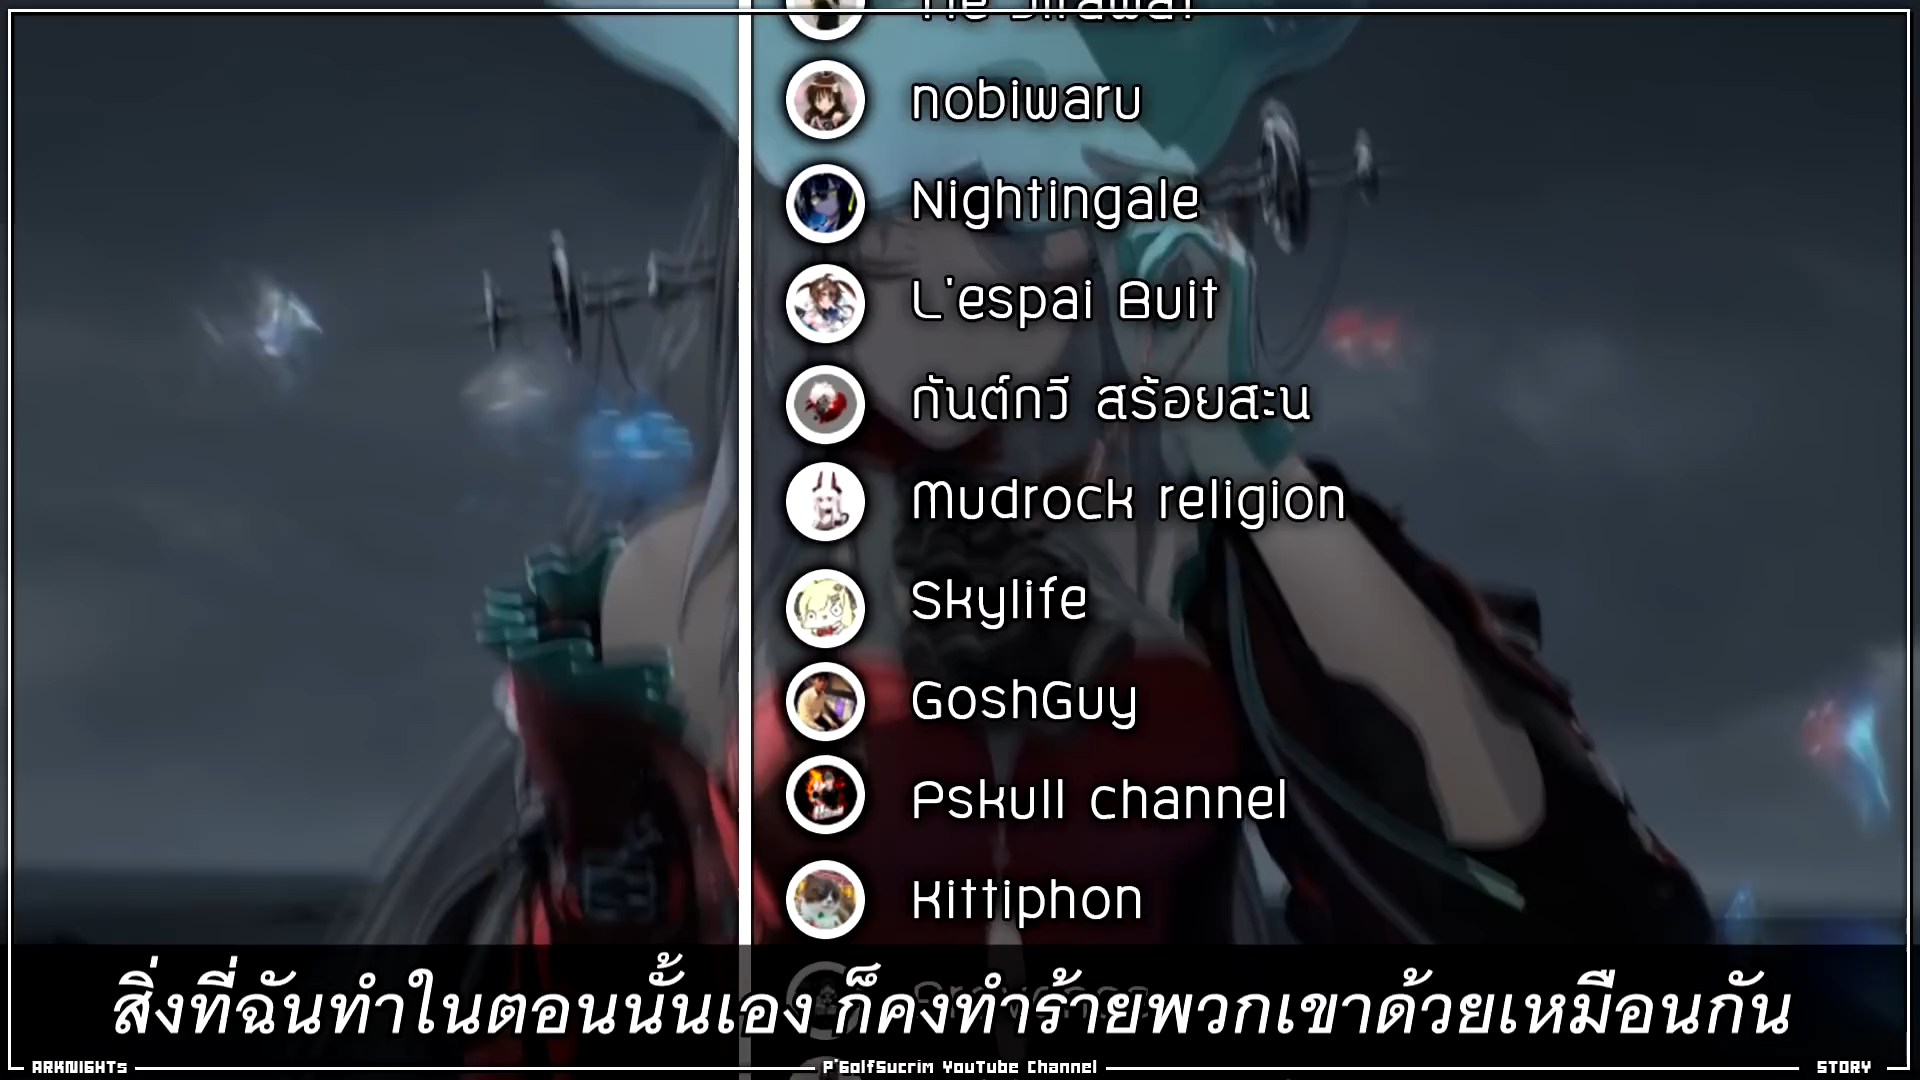 nobiwaru
Nightingale
L'espai Buit
กันต์กวี สร้อยสะน
Mudrock religion
Skylife
GoshGuy
Pskull channel
Kittiphon
สิ่งที่ฉันทำในตอนนั้นเอง ก็คงทำร้ายพวกเขาด้วยเหมือนกัน
ARKNIGHTs
P'GolfSucrim YouTube Channel
STORY